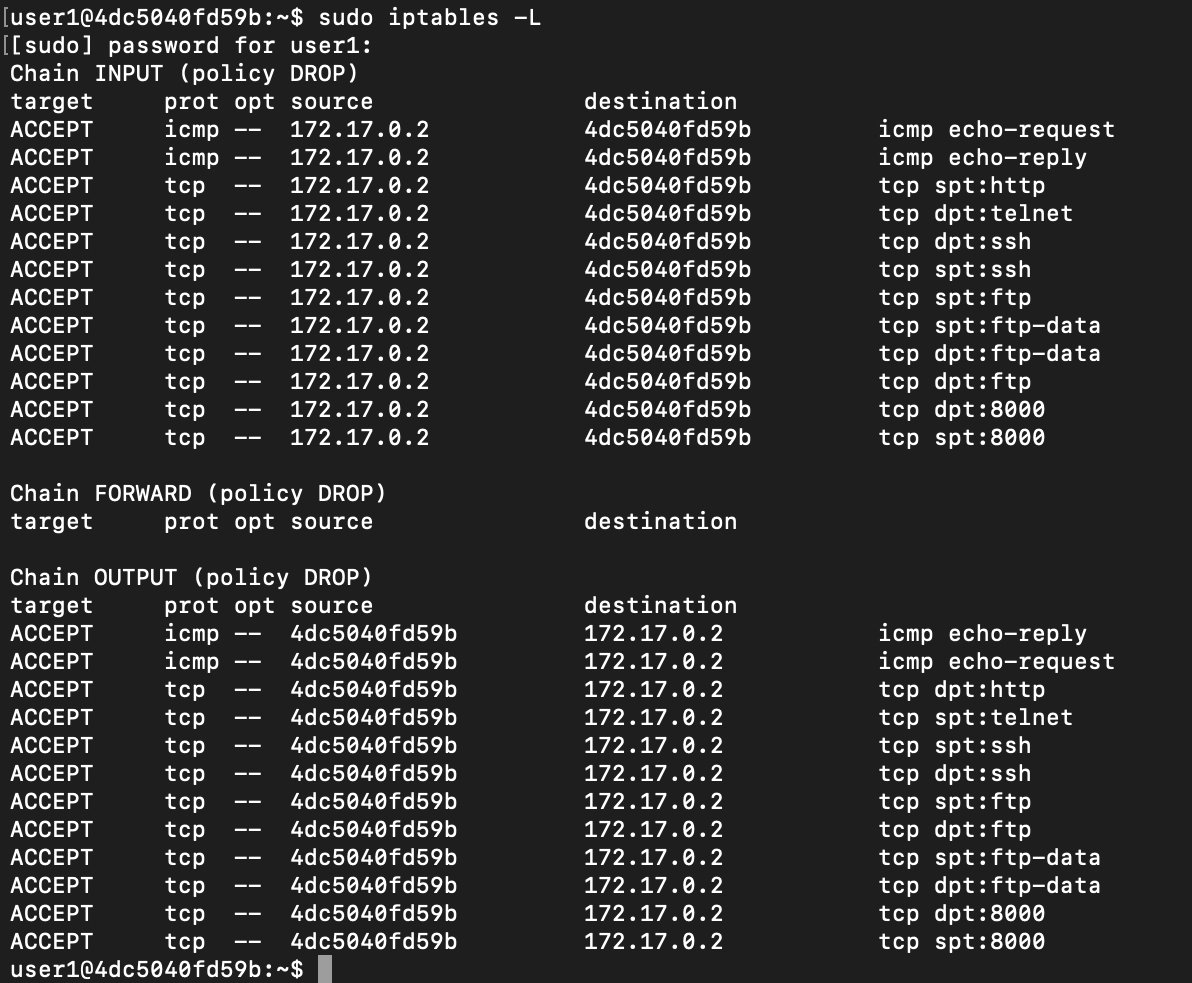 [user1@4dc5040fd59b:~$ sudo iptables -L
[[sudo] password for user1:
Chain INPUT (policy DROP)
target     prot opt source               destination
ACCEPT     icmp --  172.17.0.2           4dc5040fd59b         icmp echo-request
ACCEPT     icmp --  172.17.0.2           4dc5040fd59b         icmp echo-reply
ACCEPT     tcp  --  172.17.0.2           4dc5040fd59b         tcp spt:http
ACCEPT     tcp  --  172.17.0.2           4dc5040fd59b         tcp dpt:telnet
ACCEPT     tcp  --  172.17.0.2           4dc5040fd59b         tcp dpt:ssh
ACCEPT     tcp  --  172.17.0.2           4dc5040fd59b         tcp spt:ssh
ACCEPT     tcp  --  172.17.0.2           4dc5040fd59b         tcp spt:ftp
ACCEPT     tcp  --  172.17.0.2           4dc5040fd59b         tcp spt:ftp-data
ACCEPT     tcp  --  172.17.0.2           4dc5040fd59b         tcp dpt:ftp-data
ACCEPT     tcp  --  172.17.0.2           4dc5040fd59b         tcp dpt:ftp
ACCEPT     tcp  --  172.17.0.2           4dc5040fd59b         tcp dpt:8000
ACCEPT     tcp  --  172.17.0.2           4dc5040fd59b         tcp spt:8000

Chain FORWARD (policy DROP)
target     prot opt source               destination

Chain OUTPUT (policy DROP)
target     prot opt source               destination
ACCEPT     icmp --  4dc5040fd59b         172.17.0.2           icmp echo-reply
ACCEPT     icmp --  4dc5040fd59b         172.17.0.2           icmp echo-request
ACCEPT     tcp  --  4dc5040fd59b         172.17.0.2           tcp dpt:http
ACCEPT     tcp  --  4dc5040fd59b         172.17.0.2           tcp spt:telnet
ACCEPT     tcp  --  4dc5040fd59b         172.17.0.2           tcp spt:ssh
ACCEPT     tcp  --  4dc5040fd59b         172.17.0.2           tcp dpt:ssh
ACCEPT     tcp  --  4dc5040fd59b         172.17.0.2           tcp spt:ftp
ACCEPT     tcp  --  4dc5040fd59b         172.17.0.2           tcp dpt:ftp
ACCEPT     tcp  --  4dc5040fd59b         172.17.0.2           tcp spt:ftp-data
ACCEPT     tcp  --  4dc5040fd59b         172.17.0.2           tcp dpt:ftp-data
ACCEPT     tcp  --  4dc5040fd59b         172.17.0.2           tcp dpt:8000
ACCEPT     tcp  --  4dc5040fd59b         172.17.0.2           tcp spt:8000
user1@4dc5040fd59b:~$